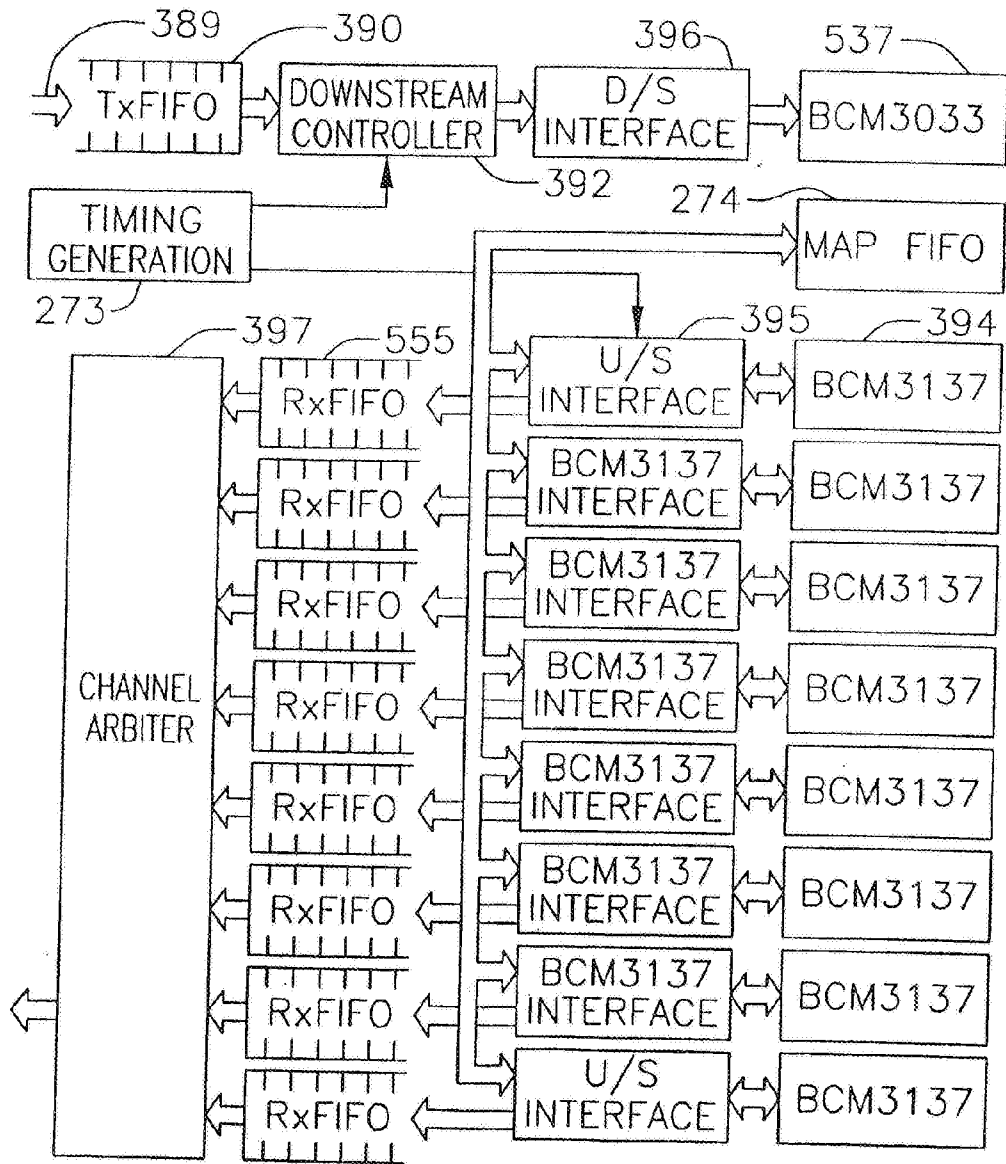 389
390
396
537
TxFIFO
DOWNSTREAM
CONTROLLER
D/S
INTERFACE
BCM3033
392
274
TIMING
GENERATION
MAP FIFO
273
397
555
395
394
RxFIFO
U/S
INTERFACE
BCM3137
RxFIFO
BCM3137
INTERFACE
BCM3137
RxFIFO
BCM3137
INTERFACE
BCM3137
CHANNEL
ARBITER
RxFIFO
BCM3137
INTERFACE
BCM3137
RxFIFO
BCM3137
INTERFACE
BCM3137
RxFIFO
BCM3137
INTERFACE
BCM3137
RxFIFO
BCM3137
INTERFACE
BCM3137
RxFIFO
U/S
INTERFACE
BCM3137